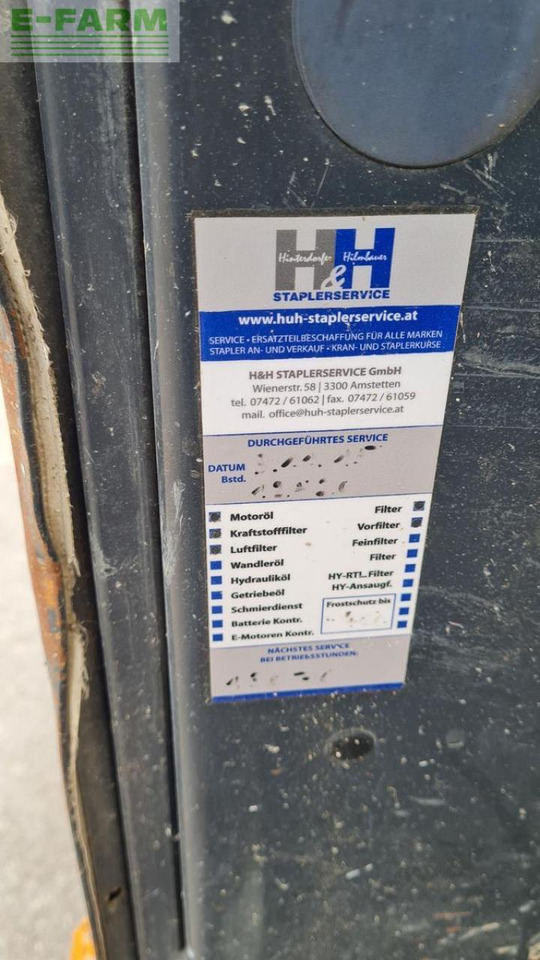 E-FARM
Hinterdorfer Hilmbauer
H&H
STAPLERSERVICE
www.huh-staplerservice.at
SERVICE • ERSATZTEILBESCHAFFUNG FÜR ALLE MARKEN
STAPLER AN- UND VERKAUF • KRAN- UND STAPLERKURSE
H&H STAPLERSERVICE GmbH
Wienerstr. 58 | 3300 Amstetten
tel. 07472 / 61062 | fax. 07472 / 61059
mail. office@huh-staplerservice.at
DURCHGEFÜHRTES SERVICE
DATUM
Bstd.
Motoröl Filter
Kraftstofffilter Vorfilter
Luftfilter Feinfilter
Wandleröl Filter
Hydrauliköl HY-RTL.Filter
Getriebeöl HY-Ansaugf.
Schmierdienst Frostschutz bis
Batterie Kontr.
E-Motoren Kontr.
NÄCHSTES SERVICE
BEI BETRIEBSSTUNDEN: